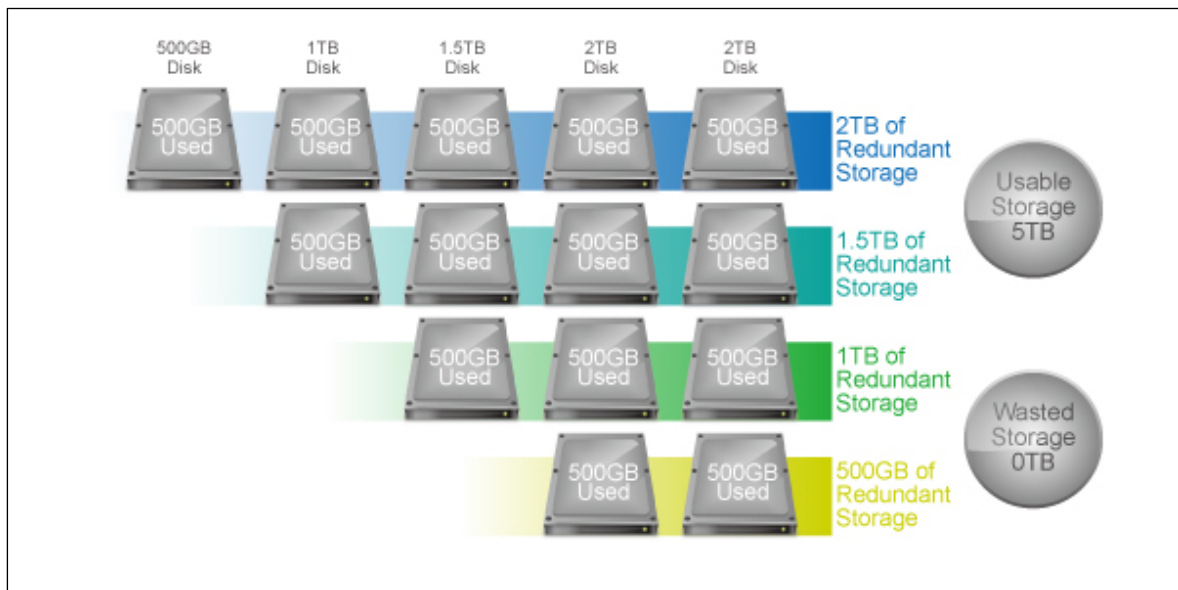 500GB
Disk
1TB
Disk
1.5TB
Disk
2TB
Disk
2TB
Disk
500GB
Used
500GB
Used
500GB
Used
500GB
Used
500GB
Used
2TB of
Redundant
Storage
500GB
Used
500GB
Used
500GB
Used
500GB
Used
1.5TB of
Redundant
Storage
500GB
Used
500GB
Used
500GB
Used
1TB of
Redundant
Storage
500GB
Used
500GB
Used
500GB of
Redundant
Storage
Usable
Storage
5TB
Wasted
Storage
0TB